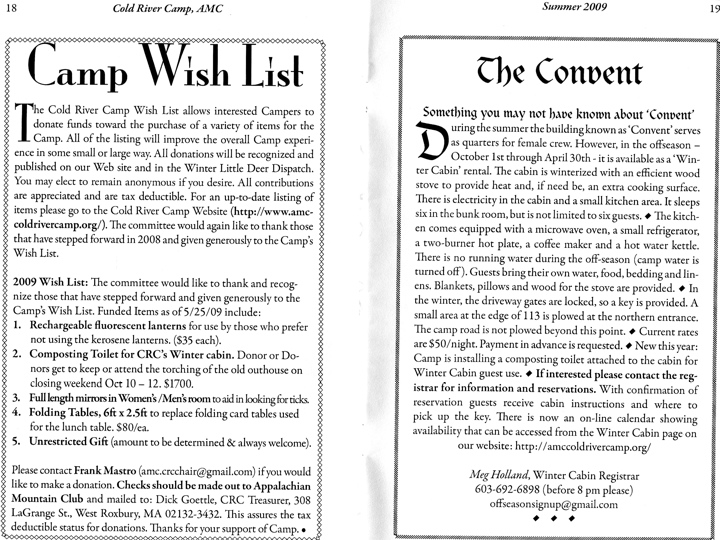 18
Cold River Camp, AMC
Camp Wish List
The Cold River Camp Wish List allows interested Campers to
donate funds toward the purchase of a variety of items for the
Camp. All of the listing will improve the overall Camp experi-
ence in some small or large way. All donations will be recognized and
published on our Web site and in the Winter Little Deer Dispatch.
You may elect to remain anonymous if you desire. All contributions
are appreciated and are tax deductible. For an up-to-date listing of
items please go to the Cold River Camp Website (http://www.amc-
coldrivercamp.org/). The committee would again like to thank those
that have stepped forward in 2008 and given generously to the Camp's
Wish List.
2009 Wish List: The committee would like to thank and recog-
nize those that have stepped forward and given generously to the
Camp's Wish List. Funded Items as of 5/25/09 include:
1. Rechargeable fluorescent lanterns for use by those who prefer
not using the kerosene lanterns. ($35 each).
2. Composting Toilet for CRC's Winter cabin. Donor or Do-
nors get to keep or attend the torching of the old outhouse on
closing weekend Oct 10 – 12. $1700.
3. Full length mirrors in Women's /Men's room to aid in looking for ticks.
4. Folding Tables, 6ft x 2.5ft to replace folding card tables used
for the lunch table. $80/ea.
5. Unrestricted Gift (amount to be determined & always welcome).
Please contact Frank Mastro (amc.crcchair@gmail.com) if you would
like to make a donation. Checks should be made out to Appalachian
Mountain Club and mailed to: Dick Goettle, CRC Treasurer, 308
LaGrange St., West Roxbury, MA 02132-3432. This assures the tax
deductible status for donations. Thanks for your support of Camp. •
Summer 2009
19
The Convent
Something you may not have known about 'Convent'
During the summer the building known as 'Convent' serves
as quarters for female crew. However, in the offseason –
October 1st through April 30th - it is available as a 'Win-
ter Cabin' rental. The cabin is winterized with an efficient wood
stove to provide heat and, if need be, an extra cooking surface.
There is electricity in the cabin and a small kitchen area. It sleeps
six in the bunk room, but is not limited to six guests. ◆ The kitch-
en comes equipped with a microwave oven, a small refrigerator,
a two-burner hot plate, a coffee maker and a hot water kettle.
There is no running water during the off-season (camp water is
turned off). Guests bring their own water, food, bedding and lin-
ens. Blankets, pillows and wood for the stove are provided. ◆ In
the winter, the driveway gates are locked, so a key is provided. A
small area at the edge of 113 is plowed at the northern entrance.
The camp road is not plowed beyond this point. ◆ Current rates
are $50/night. Payment in advance is requested. ◆ New this year:
Camp is installing a composting toilet attached to the cabin for
Winter Cabin guest use. ◆ If interested please contact the reg-
istrar for information and reservations. With confirmation of
reservation guests receive cabin instructions and where to
pick up the key. There is now an on-line calendar showing
availability that can be accessed from the Winter Cabin page on
our website: http://amccoldrivercamp.org/
Meg Holland, Winter Cabin Registrar
603-692-6898 (before 8 pm please)
offseasonsignup@gmail.com
◆ ◆ ◆